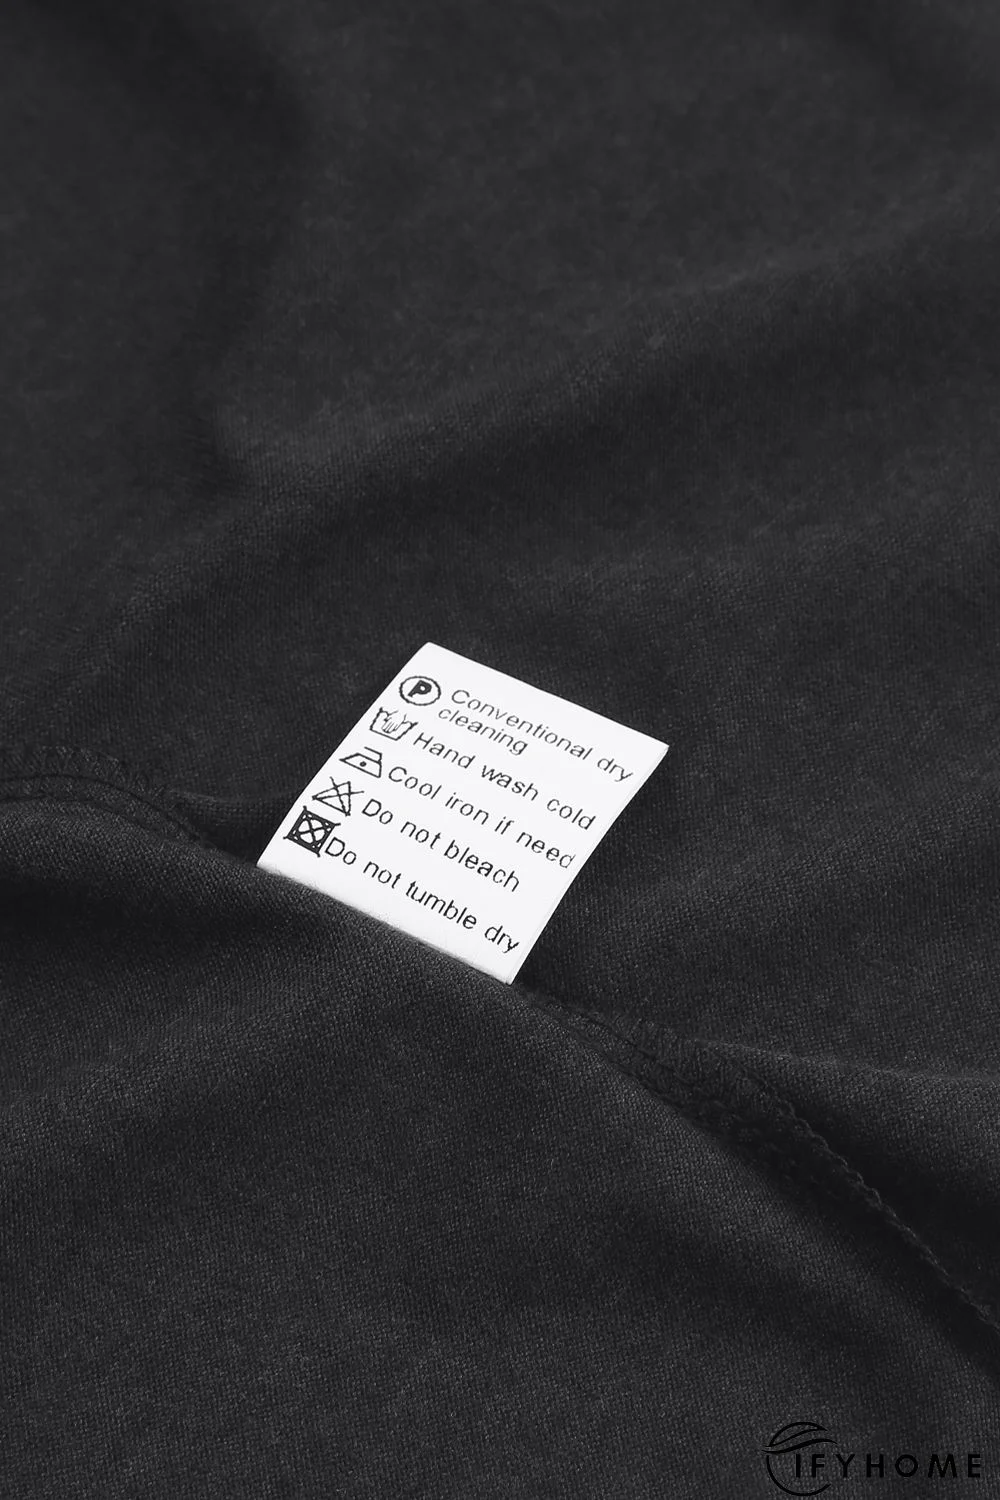 P Conventional dry
cleaning
Hand wash cold
Cool iron if need
Do not bleach
Do not tumble dry
IFYHOME